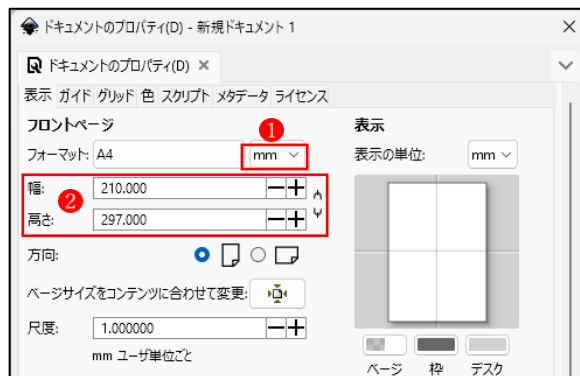 ドキュメントのプロパティ(D) - 新規ドキュメント 1
ドキュメントのプロパティ(D)
表示 ガイド グリッド 色 スクリプト メタデータ ライセンス
フロントページ
1
表示
フォーマット: A4
mm
表示の単位:
mm
幅:
210.000
2
高さ:
297.000
方向:
ページサイズをコンテンツに合わせて変更:
尺度:
1.000000
mm ユーザ単位ごと
ページ 枠 デスク